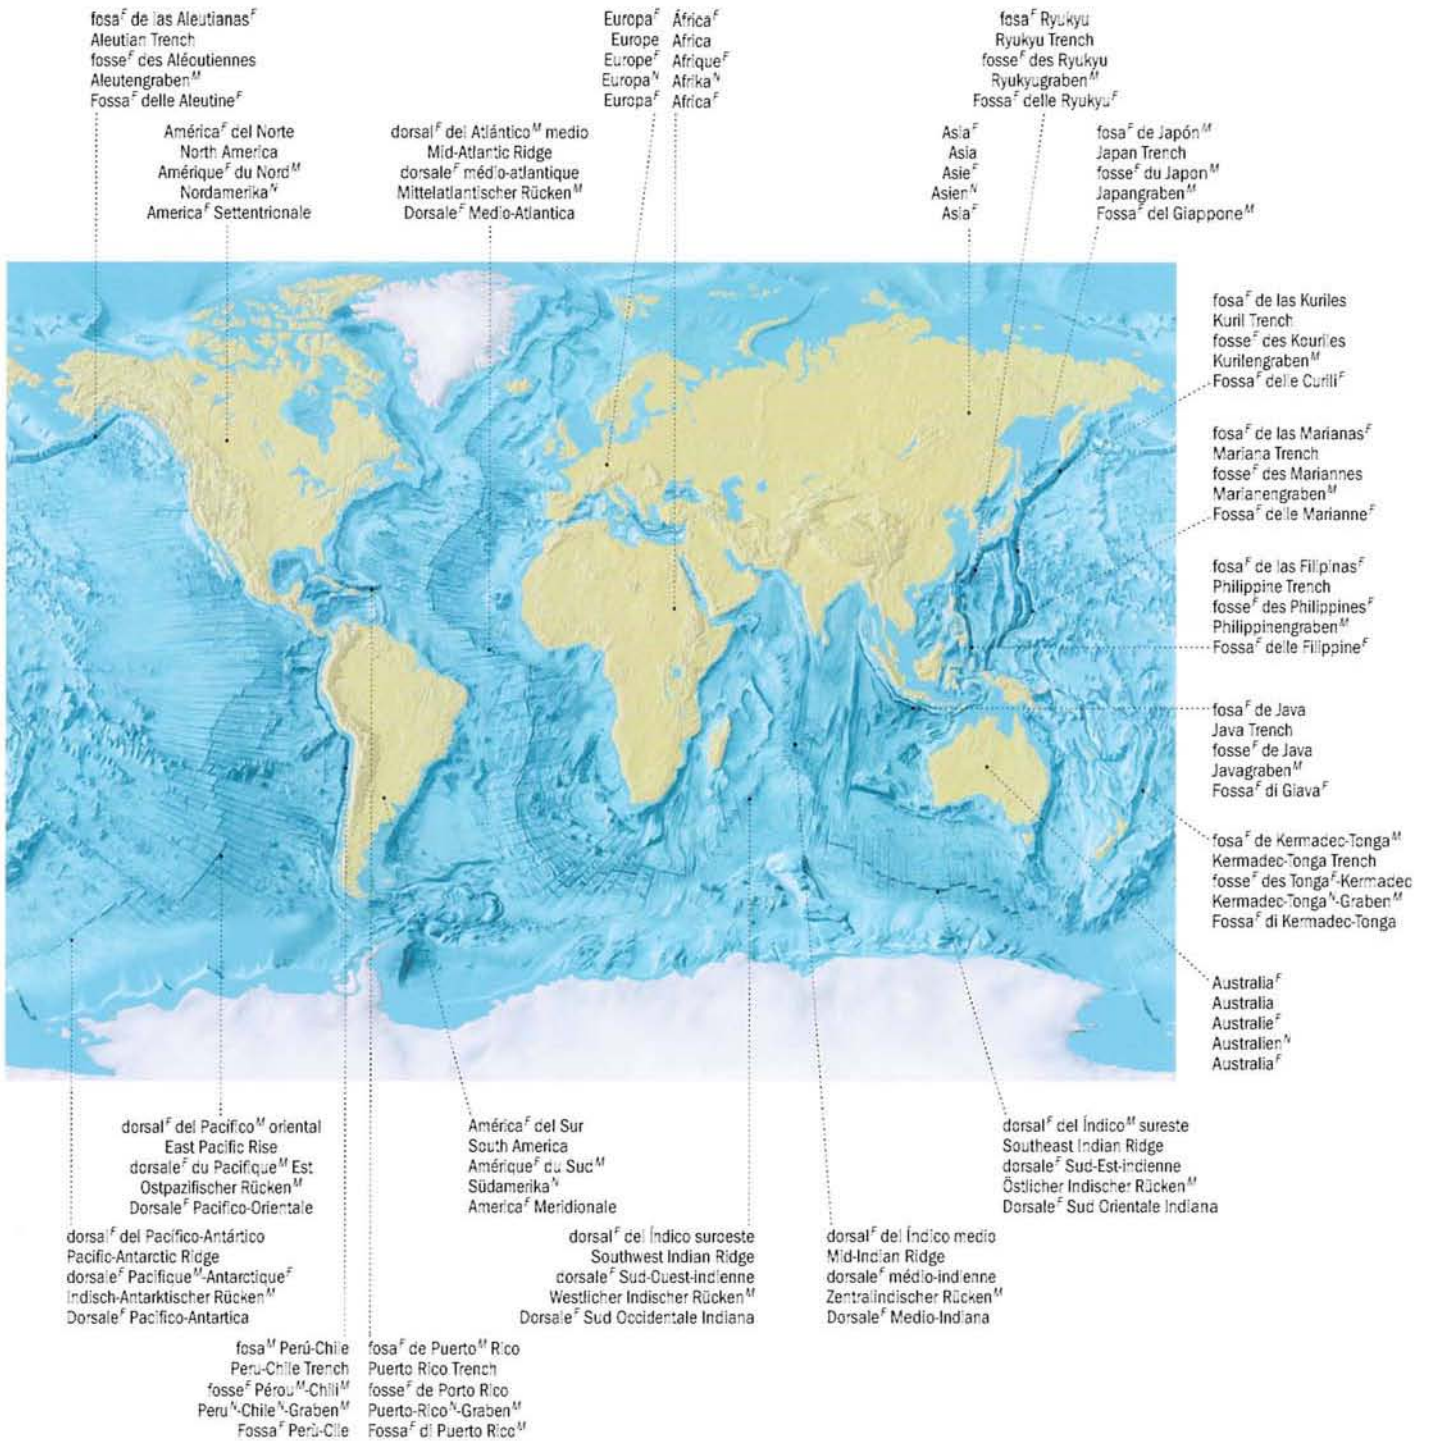 fosaF de las AleutianasF
Aleutian Trench
fosseF des Aléoutiennes
AleutengrabenM
FossaF delle AleutineF
EuropaF
Europe
EuropeF
EuropaN
EuropaF
ÁfricaF
Africa
AfriqueF
AfrikaN
AfricaF
fosaF Ryukyu
Ryukyu Trench
fosseF des Ryukyu
RyukyugrabenM
FossaF delle RyukyuF
AméricaF del Norte
North America
AmériqueF du NordM
NordamerikaN
AmericaF Settentrionale
dorsalF del AtlánticoM medio
Mid-Atlantic Ridge
dorsaleF médio-atlantique
Mittelatlantischer RückenM
DorsaleF Medio-Atlantica
AsiaF
Asia
AsieF
AsienN
AsiaF
fosaF de JapónM
Japan Trench
fosseF du JaponM
JapangrabenM
FossaF del GiapponeM
fosaF de las Kuriles
Kuril Trench
fosseF des Kouriles
KurilengrabenM
FossaF delle CuriliF
fosaF de las MarianasF
Mariana Trench
fosseF des Mariannes
MarianengrabenM
FossaF delle MarianneF
fosaF de las FilipinasF
Philippine Trench
fosseF des PhilippinesF
PhilippinengrabenM
FossaF delle FilippineF
fosaF de Java
Java Trench
fosseF de Java
JavagrabenM
FossaF di GiavaF
fosaF de Kermadec-TongaM
Kermadec-Tonga Trench
fosseF des TongaF-Kermadec
Kermadec-TongaN-GrabenM
FossaF di Kermadec-Tonga
AustraliaF
Australia
AustralieF
AustralienN
AustraliaF
dorsalF del PacíficoM oriental
East Pacific Rise
dorsaleF du PacifiqueM Est
Ostpazifischer RückenM
DorsaleF Pacifico-Orientale
AméricaF del Sur
South America
AmériqueF du SudM
SüdamerikaN
AmericaF Meridionale
dorsalF del ÍndicoM sureste
Southeast Indian Ridge
dorsaleF Sud-Est-indienne
Östlicher Indischer RückenM
DorsaleF Sud Orientale Indiana
dorsalF del Pacífico-Antártico
Pacific-Antarctic Ridge
dorsaleF PacifiqueM-AntarctiqueF
Indisch-Antarktischer RückenM
DorsaleF Pacifico-Antartica
dorsalF del Índico suroeste
Southwest Indian Ridge
dorsaleF Sud-Ouest-indienne
Westlicher Indischer RückenM
DorsaleF Sud Occidentale Indiana
dorsalF del Índico medio
Mid-Indian Ridge
dorsaleF médio-indienne
Zentralindischer RückenM
DorsaleF Medio-Indiana
fosaM Perú-Chile
Peru-Chile Trench
fosseF PérouM-ChiliM
PeruN-ChileN-GrabenM
FossaF Perù-Cile
fosaF de PuertoM Rico
Puerto Rico Trench
fosseF de Porto Rico
Puerto-RicoN-GrabenM
FossaF di Puerto RicoM